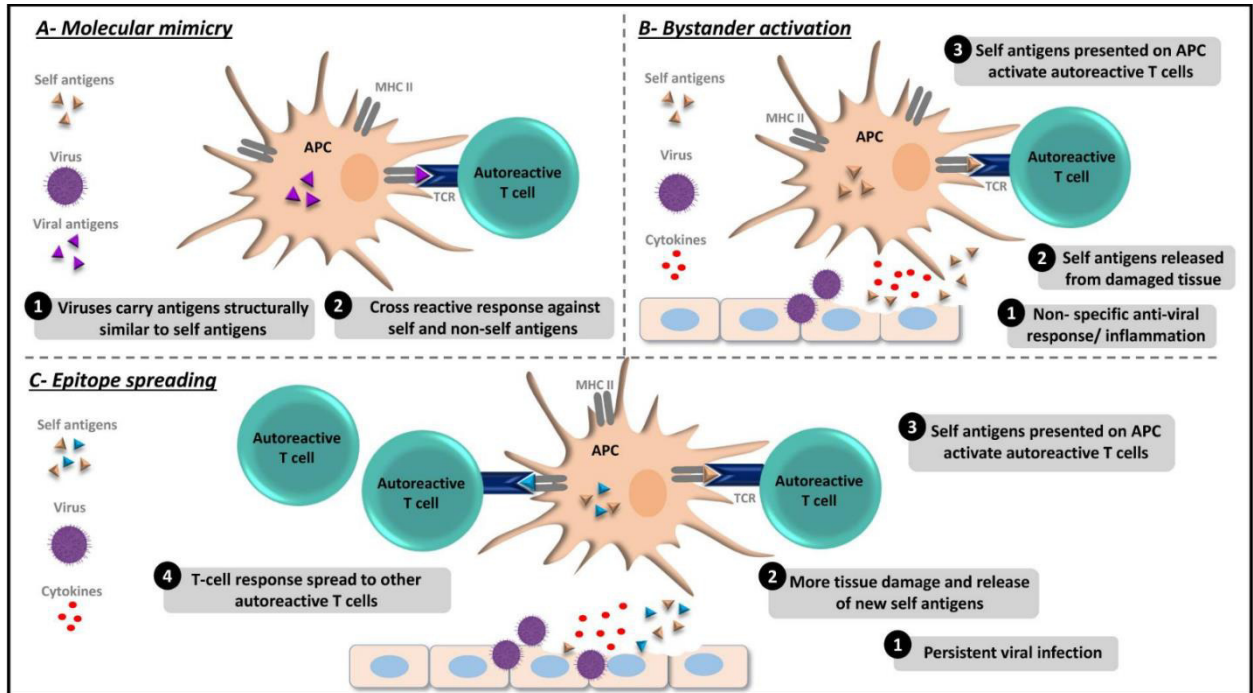 A- Molecular mimicry
Self antigens
Virus
Viral antigens
MHC II
APC
TCR
Autoreactive
T cell
1 Viruses carry antigens structurally
similar to self antigens
2 Cross reactive response against
self and non-self antigens
B- Bystander activation
Self antigens
Virus
Cytokines
MHC II
APC
TCR
Autoreactive
T cell
3 Self antigens presented on APC
activate autoreactive T cells
2 Self antigens released
from damaged tissue
1 Non- specific anti-viral
response/ inflammation
C- Epitope spreading
Self antigens
Virus
Cytokines
Autoreactive
T cell
Autoreactive
T cell
MHC II
APC
TCR
Autoreactive
T cell
3 Self antigens presented on APC
activate autoreactive T cells
4 T-cell response spread to other
autoreactive T cells
2 More tissue damage and release
of new self antigens
1 Persistent viral infection